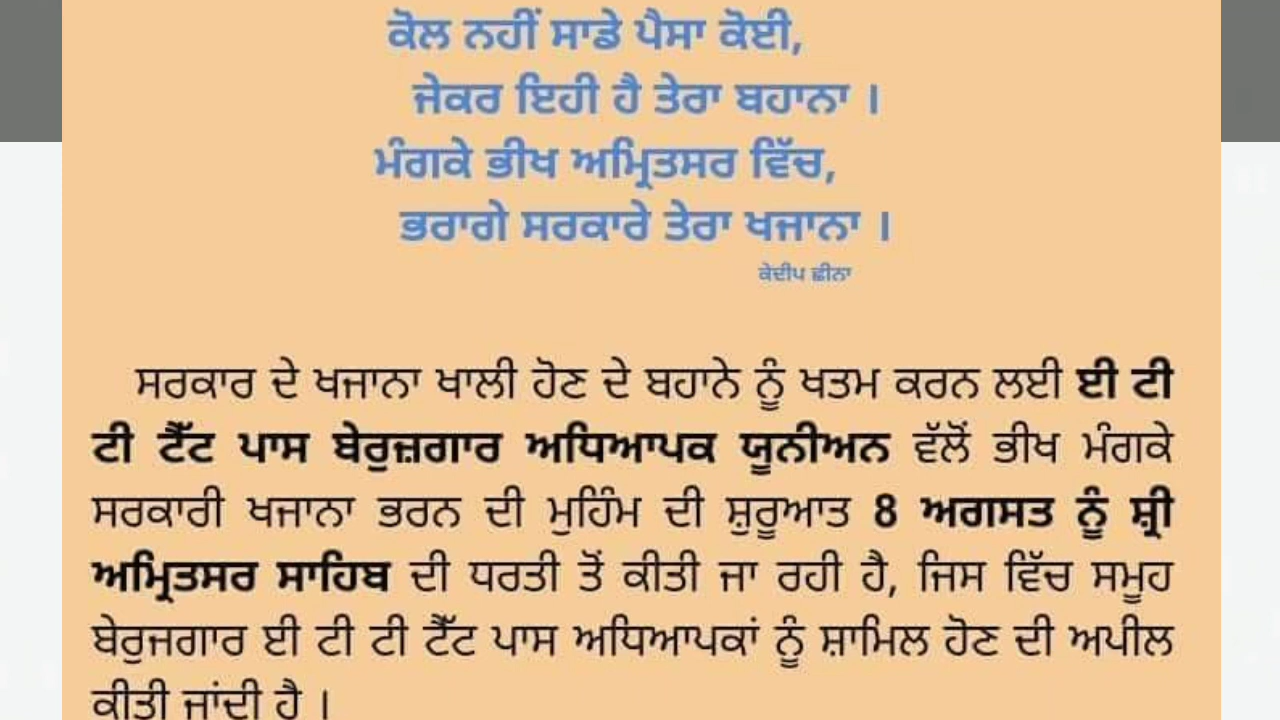 ਕੋਲ ਨਹੀਂ ਸਾਡੇ ਪੈਸਾ ਕੋਈ,
ਜੇਕਰ ਇਹੀ ਹੈ ਤੇਰਾ ਬਹਾਨਾ ।
ਮੰਗਕੇ ਭੀਖ ਅਮ੍ਰਿਤਸਰ ਵਿੱਚ,
ਭਰਾਗੇ ਸਰਕਾਰੇ ਤੇਰਾ ਖਜਾਨਾ ।
ਕੇਦੀਪ ਛੀਨਾ
ਸਰਕਾਰ ਦੇ ਖਜਾਨਾ ਖਾਲੀ ਹੋਣ ਦੇ ਬਹਾਨੇ ਨੂੰ ਖਤਮ ਕਰਨ ਲਈ ਈ ਟੀ
ਟੀ ਟੈੱਟ ਪਾਸ ਬੇਰੁਜ਼ਗਾਰ ਅਧਿਆਪਕ ਯੂਨੀਅਨ ਵੱਲੋਂ ਭੀਖ ਮੰਗਕੇ
ਸਰਕਾਰੀ ਖਜਾਨਾ ਭਰਨ ਦੀ ਮੁਹਿੰਮ ਦੀ ਸ਼ੁਰੂਆਤ 8 ਅਗਸਤ ਨੂੰ ਸ਼੍ਰੀ
ਅਮ੍ਰਿਤਸਰ ਸਾਹਿਬ ਦੀ ਧਰਤੀ ਤੋਂ ਕੀਤੀ ਜਾ ਰਹੀ ਹੈ, ਜਿਸ ਵਿੱਚ ਸਮੂਹ
ਬੇਰੁਜਗਾਰ ਈ ਟੀ ਟੀ ਟੈੱਟ ਪਾਸ ਅਧਿਆਪਕਾਂ ਨੂੰ ਸ਼ਾਮਿਲ ਹੋਣ ਦੀ ਅਪੀਲ
ਕੀਤੀ ਜਾਂਦੀ ਹੈ ।